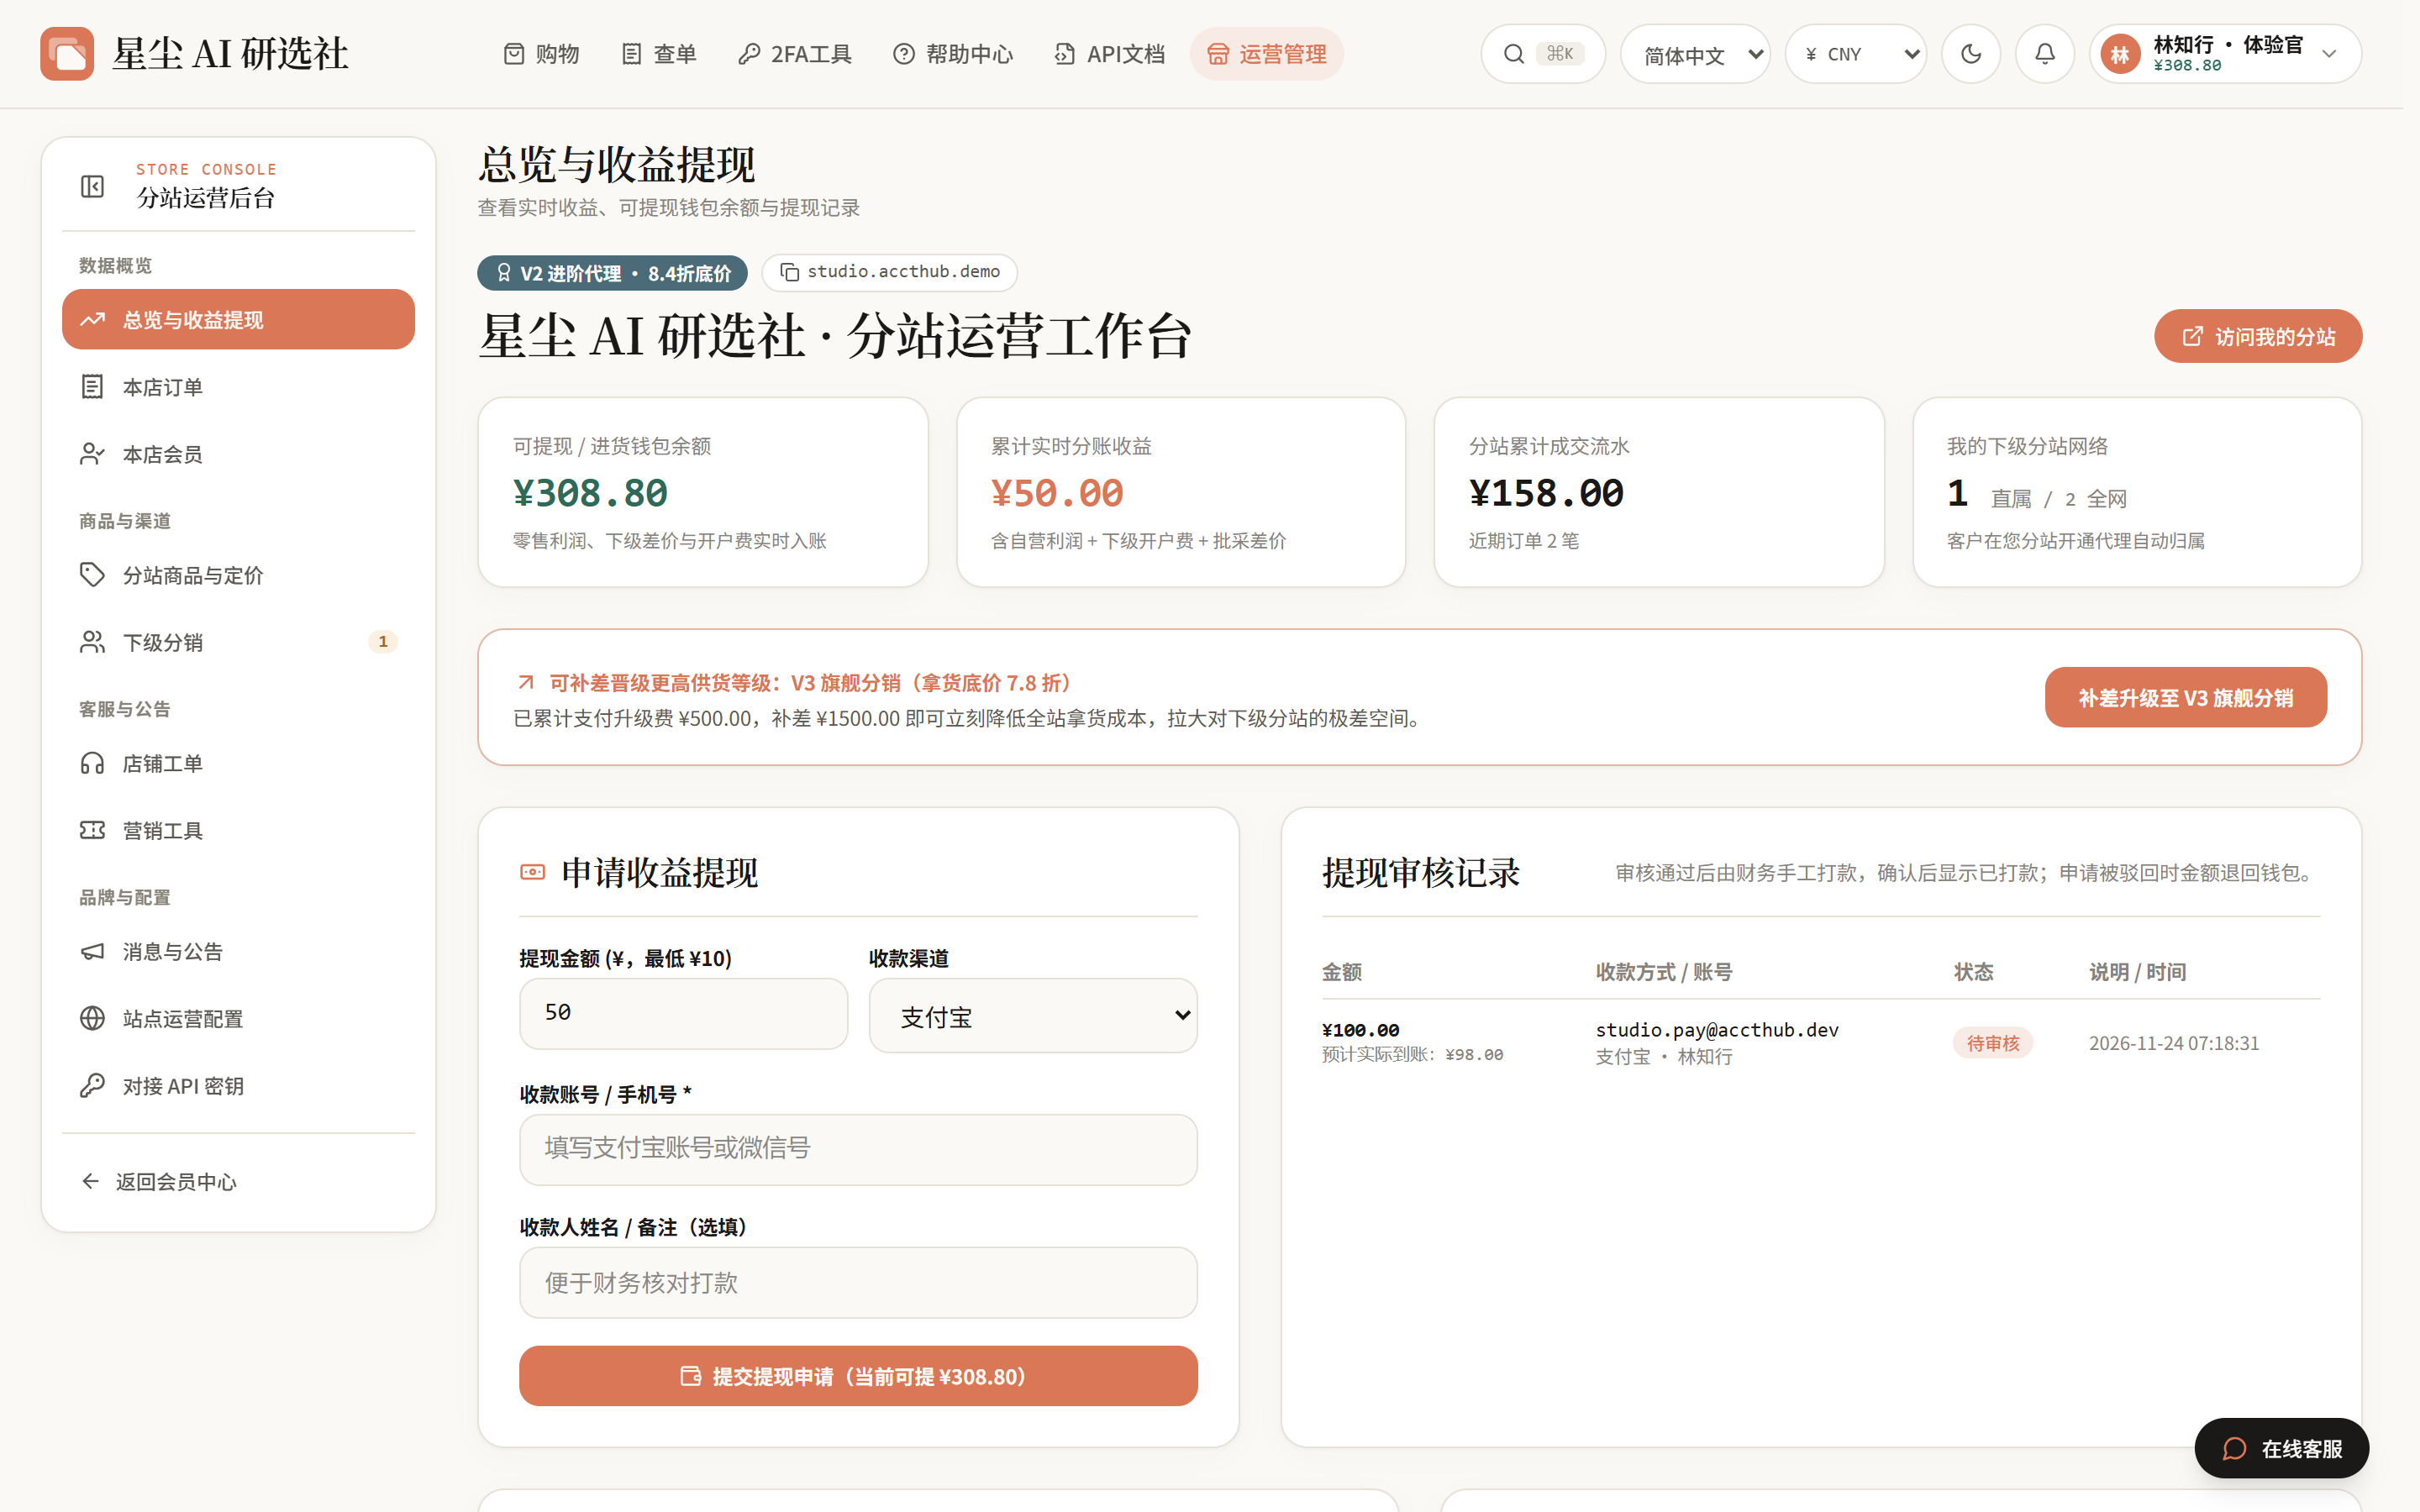 星尘 AI 研选社
购物
查单
2FA工具
帮助中心
API文档
运营管理
⌘K
简体中文
¥ CNY
林
林知行 • 体验官
¥308.80
STORE CONSOLE
分站运营后台
数据概览
总览与收益提现
本店订单
本店会员
商品与渠道
分站商品与定价
下级分销
1
客服与公告
店铺工单
营销工具
品牌与配置
消息与公告
站点运营配置
对接 API 密钥
返回会员中心
总览与收益提现
查看实时收益、可提现钱包余额与提现记录
V2 进阶代理 • 8.4折底价
studio.accthub.demo
星尘 AI 研选社 · 分站运营工作台
访问我的分站
可提现 / 进货钱包余额
¥308.80
零售利润、下级差价与开户费实时入账
累计实时分账收益
¥50.00
含自营利润 + 下级开户费 + 批采差价
分站累计成交流水
¥158.00
近期订单 2 笔
我的下级分站网络
1 直属 / 2 全网
客户在您分站开通代理自动归属
可补差晋级更高供货等级：V3 旗舰分销（拿货底价 7.8 折）
已累计支付升级费 ¥500.00，补差 ¥1500.00 即可立刻降低全站拿货成本，拉大对下级分站的极差空间。
补差升级至 V3 旗舰分销
申请收益提现
提现金额 (¥，最低 ¥10)
50
收款渠道
支付宝
收款账号 / 手机号 *
填写支付宝账号或微信号
收款人姓名 / 备注（选填）
便于财务核对打款
提交提现申请（当前可提 ¥308.80）
提现审核记录
审核通过后由财务手工打款，确认后显示已打款；申请被驳回时金额退回钱包。
金额
收款方式 / 账号
状态
说明 / 时间
¥100.00
预计实际到账：¥98.00
studio.pay@accthub.dev
支付宝 • 林知行
待审核
2026-11-24 07:18:31
在线客服